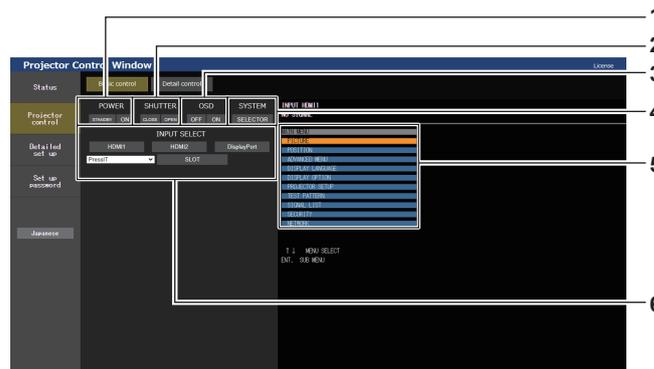 1
2
3
4
5
6
Projector Control Window
License
Status
Projector
control
Detailed
set up
Set up
password
Japanese
Basic control
Detail control
POWER
STANDBY ON
SHUTTER
CLOSE OPEN
OSD
OFF ON
SYSTEM
SELECTOR
INPUT SELECT
HDMI1 HDMI2 DisplayPort
PressIT SLOT
INPUT HDMI1
NO SIGNAL
MAIN MENU
PICTURE
POSITION
ADVANCED MENU
DISPLAY LANGUAGE
DISPLAY OPTION
PROJECTOR SETUP
TEST PATTERN
SIGNAL LIST
SECURITY
NETWORK
↑↓ MENU SELECT
ENT. SUB MENU